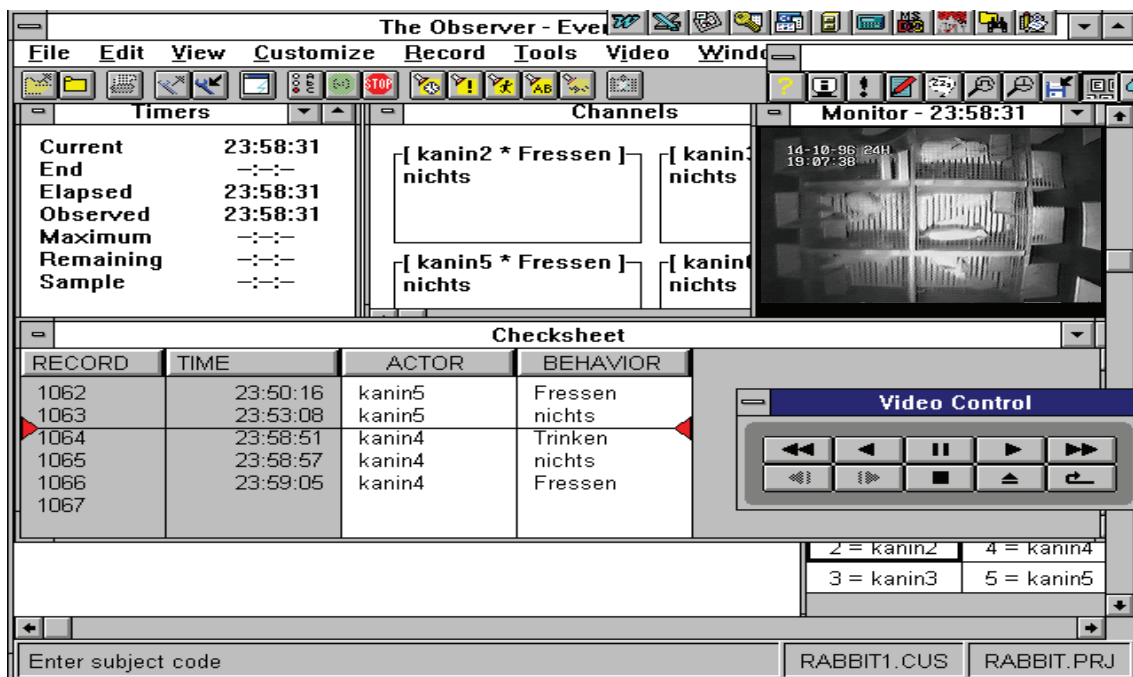 The Observer - Eve
File Edit View Customize Record Tools Video Windo
STOP
Timers
Channels
Monitor - 23:58:31
Current 23:58:31
End --:--:--
Elapsed 23:58:31
Observed 23:58:31
Maximum --:--:--
Remaining --:--:--
Sample --:--:--
[ kanin2 * Fressen ]
nichts
[ kanin3
nichts
[ kanin5 * Fressen ]
nichts
[ kanin6
nichts
14-10-96 24H
19:07:38
Checksheet
RECORD TIME ACTOR BEHAVIOR
1062 23:50:16 kanin5 Fressen
1063 23:53:08 kanin5 nichts
1064 23:58:51 kanin4 Trinken
1065 23:58:57 kanin4 nichts
1066 23:59:05 kanin4 Fressen
1067
Video Control
2 = kanin2 4 = kanin4
3 = kanin3 5 = kanin5
Enter subject code RABBIT1.CUS RABBIT.PRJ